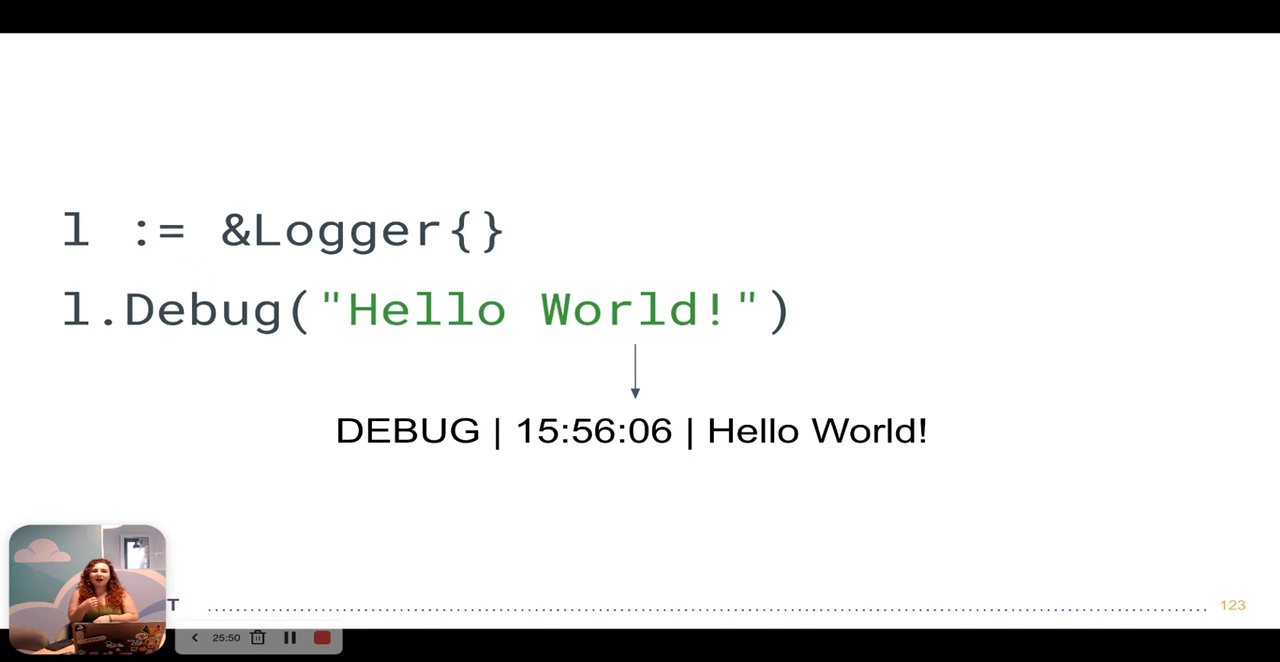 l := &Logger{}
l.Debug("Hello World!")
DEBUG | 15:56:06 | Hello World!
T
123
25:50